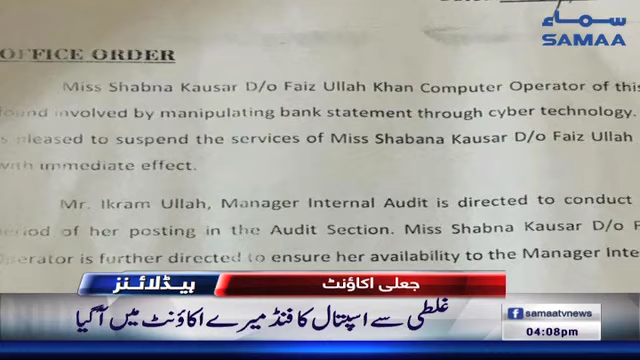 سماء
SAMAA
OFFICE ORDER
Miss Shabna Kausar D/o Faiz Ullah Khan Computer Operator of this
found involved by manipulating bank statement through cyber technology.
is pleased to suspend the services of Miss Shabana Kausar D/o Faiz Ullah
with immediate effect.
Mr. Ikram Ullah, Manager Internal Audit is directed to conduct
period of her posting in the Audit Section. Miss Shabna Kausar D/o F
Operator is further directed to ensure her availability to the Manager Inte
ہیڈلائنز جعلی اکاؤنٹ
غلطی سے اسپتال کا فنڈ میرے اکاؤنٹ میں آگیا
samaatvnews
04:08pm